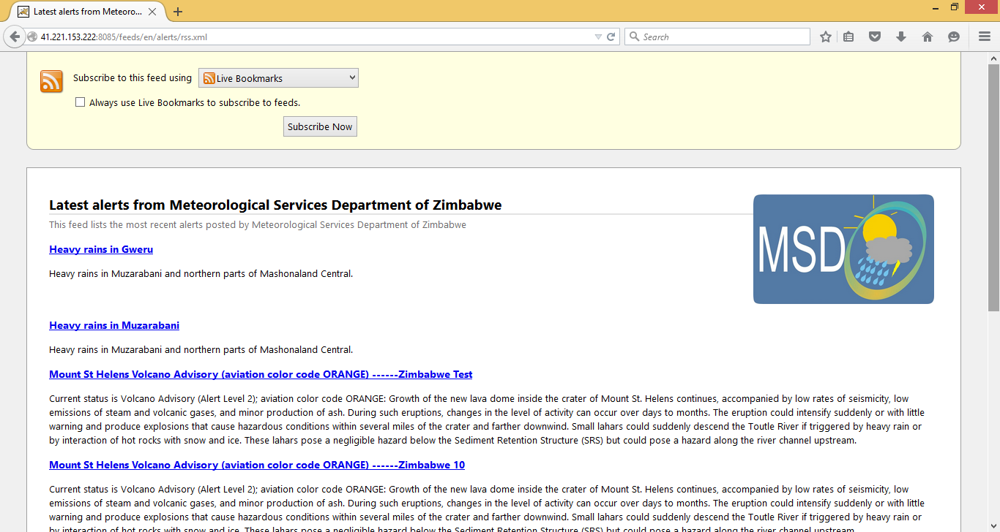 Latest alerts from Meteoro...
41.221.153.222:8085/feeds/en/alerts/rss.xml
Search
Subscribe to this feed using
Live Bookmarks
Always use Live Bookmarks to subscribe to feeds.
Subscribe Now
Latest alerts from Meteorological Services Department of Zimbabwe
This feed lists the most recent alerts posted by Meteorological Services Department of Zimbabwe
MSD
Heavy rains in Gweru
Heavy rains in Muzarabani and northern parts of Mashonaland Central.
Heavy rains in Muzarabani
Heavy rains in Muzarabani and northern parts of Mashonaland Central.
Mount St Helens Volcano Advisory (aviation color code ORANGE) ------Zimbabwe Test
Current status is Volcano Advisory (Alert Level 2); aviation color code ORANGE: Growth of the new lava dome inside the crater of Mount St. Helens continues, accompanied by low rates of seismicity, low
emissions of steam and volcanic gases, and minor production of ash. During such eruptions, changes in the level of activity can occur over days to months. The eruption could intensify suddenly or with little
warning and produce explosions that cause hazardous conditions within several miles of the crater and farther downwind. Small lahars could suddenly descend the Toutle River if triggered by heavy rain or
by interaction of hot rocks with snow and ice. These lahars pose a negligible hazard below the Sediment Retention Structure (SRS) but could pose a hazard along the river channel upstream.
Mount St Helens Volcano Advisory (aviation color code ORANGE) ------Zimbabwe 10
Current status is Volcano Advisory (Alert Level 2); aviation color code ORANGE: Growth of the new lava dome inside the crater of Mount St. Helens continues, accompanied by low rates of seismicity, low
emissions of steam and volcanic gases, and minor production of ash. During such eruptions, changes in the level of activity can occur over days to months. The eruption could intensify suddenly or with little
warning and produce explosions that cause hazardous conditions within several miles of the crater and farther downwind. Small lahars could suddenly descend the Toutle River if triggered by heavy rain or
by interaction of hot rocks with snow and ice. These lahars pose a negligible hazard below the Sediment Retention Structure (SRS) but could pose a hazard along the river channel upstream.